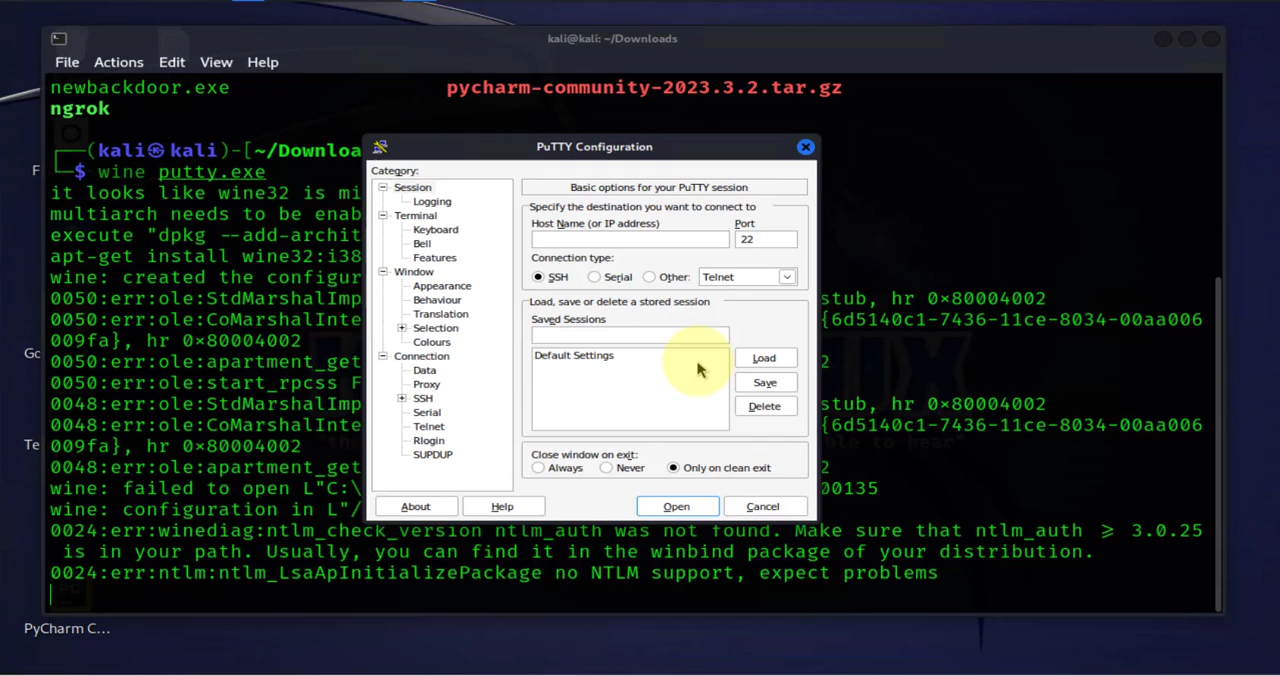 kali@kali: ~/Downloads
File Actions Edit View Help
newbackdoor.exe pycharm-community-2023.3.2.tar.gz
ngrok
(kali㉿kali)-[~/Downloa
$ wine putty.exe
it looks like wine32 is mi
multiarch needs to be enab
execute "dpkg --add-archit
apt-get install wine32:i38
wine: created the configur
0050:err:ole:StdMarshalImp stub, hr 0×80004002
0050:err:ole:CoMarshalInte {6d5140c1-7436-11ce-8034-00aa006
009fa}, hr 0×80004002
0050:err:ole:apartment_get 2
0050:err:ole:start_rpcss F
0048:err:ole:StdMarshalImp stub, hr 0×80004002
0048:err:ole:CoMarshalInte {6d5140c1-7436-11ce-8034-00aa006
009fa}, hr 0×80004002
0048:err:ole:apartment_get 2
wine: failed to open L"C:\ 00135
wine: configuration in L"/
0024:err:winediag:ntlm_check_version ntlm_auth was not found. Make sure that ntlm_auth ≥ 3.0.25
is in your path. Usually, you can find it in the winbind package of your distribution.
0024:err:ntlm:ntlm_LsaApInitializePackage no NTLM support, expect problems
PuTTY Configuration
Category:
Session
Logging
Terminal
Keyboard
Bell
Features
Window
Appearance
Behaviour
Translation
Selection
Colours
Connection
Data
Proxy
SSH
Serial
Telnet
Rlogin
SUPDUP
Basic options for your PuTTY session
Specify the destination you want to connect to
Host Name (or IP address) Port
22
Connection type:
SSH Serial Other: Telnet
Load, save or delete a stored session
Saved Sessions
Default Settings
Load
Save
Delete
Close window on exit:
Always Never Only on clean exit
About Help Open Cancel
F
Go
Te
PyCharm C...